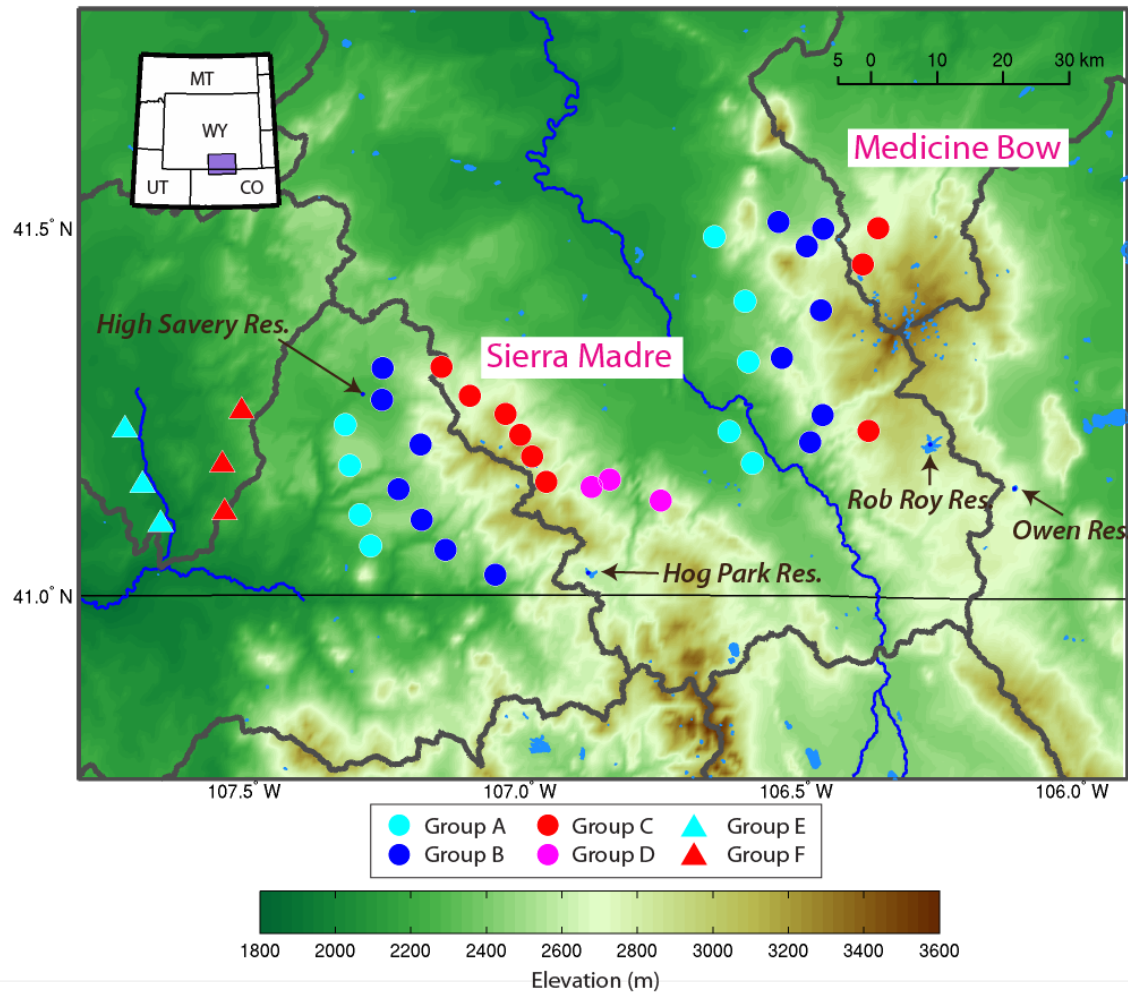 5 0 10 20 30 km
MT
WY
UT CO
Medicine Bow
41.5° N
High Savery Res.
Sierra Madre
Rob Roy Res.
Owen Res
Hog Park Res.
41.0° N
107.5° W 107.0° W 106.5° W 106.0° W
Group A Group C Group E
Group B Group D Group F
1800 2000 2200 2400 2600 2800 3000 3200 3400 3600
Elevation (m)